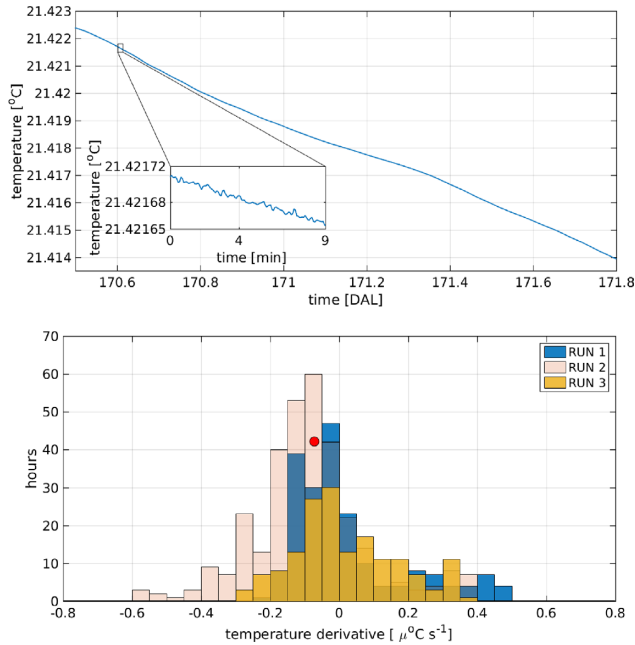 21.423
21.422
21.421
21.42
21.419
21.418
21.417
21.416
21.415
21.414
temperature [°C]
21.42172
21.42168
21.42165
temperature [°C]
0 4 9
time [min]
170.6 170.8 171 171.2 171.4 171.6 171.8
time [DAL]
70
60
50
40
30
20
10
0
hours
RUN 1
RUN 2
RUN 3
-0.8 -0.6 -0.4 -0.2 0 0.2 0.4 0.6 0.8
temperature derivative [ μ°C s⁻¹]